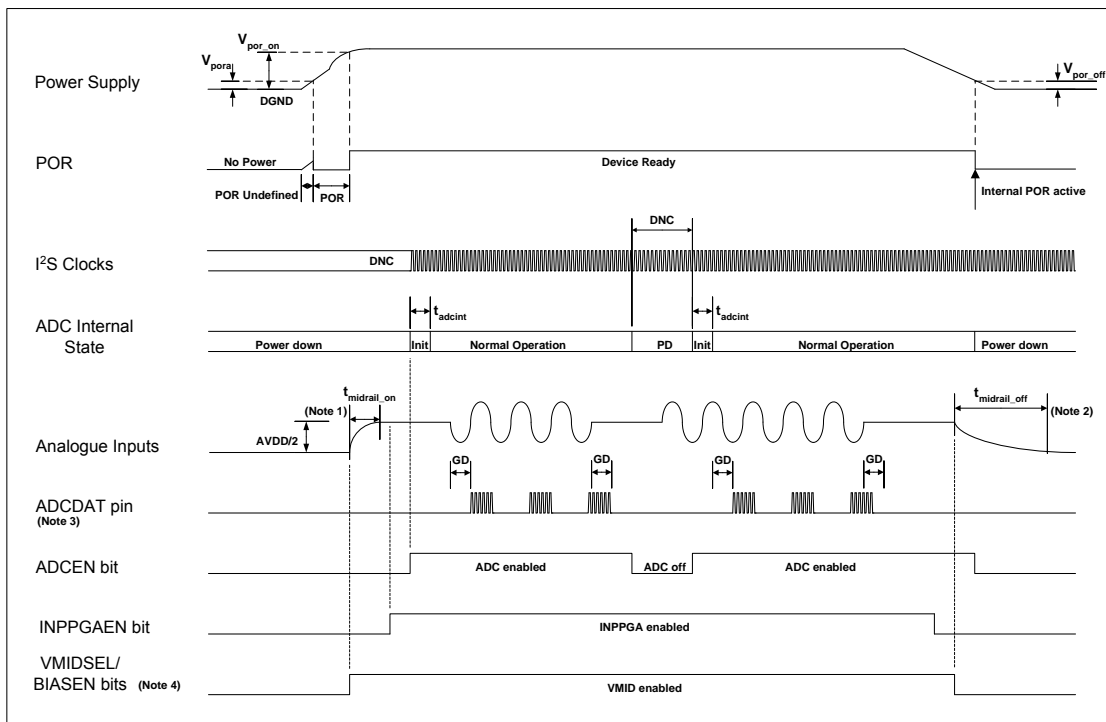 V_por_on
V_pora
V_por_off
Power Supply
DGND
POR
No Power
Device Ready
POR Undefined
POR
Internal POR active
DNC
I²S Clocks
DNC
t_adcint
t_adcint
ADC Internal
State
Power down
Init
Normal Operation
PD
Init
Normal Operation
Power down
t_midrail_on
t_midrail_off
(Note 1)
(Note 2)
AVDD/2
Analogue Inputs
GD
GD
GD
GD
ADCDAT pin
(Note 3)
ADCEN bit
ADC enabled
ADC off
ADC enabled
INPPGAEN bit
INPPGA enabled
VMIDSEL/
BIASEN bits (Note 4)
VMID enabled